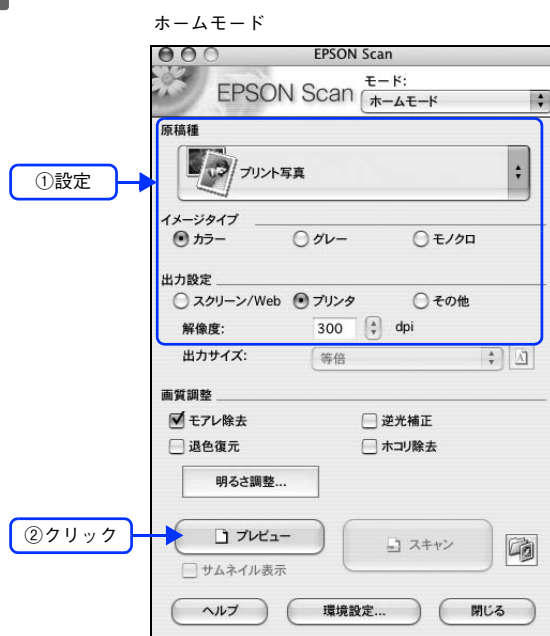 ホームモード
EPSON Scan
EPSON Scan
モード:
ホームモード
原稿種
①設定
プリント写真
イメージタイプ
カラー グレー モノクロ
出力設定
スクリーン/Web プリンタ その他
解像度: 300 dpi
出力サイズ: 等倍
画質調整
モアレ除去 逆光補正
退色復元 ホコリ除去
明るさ調整...
②クリック
プレビュー スキャン
サムネイル表示
ヘルプ 環境設定... 閉じる